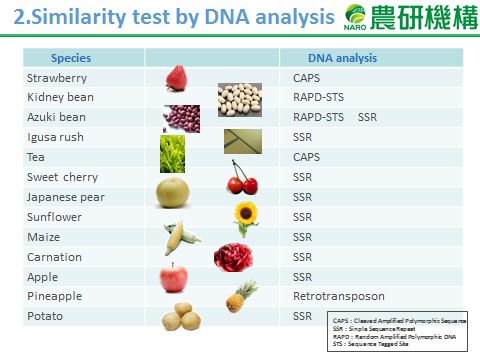 2.Similarity test by DNA analysis
NARO 農研機構
Species DNA analysis
Strawberry CAPS
Kidney bean RAPD-STS
Azuki bean RAPD-STS SSR
Igusa rush SSR
Tea CAPS
Sweet cherry SSR
Japanese pear SSR
Sunflower SSR
Maize SSR
Carnation SSR
Apple SSR
Pineapple Retrotransposon
Potato SSR
CAPS : Cleaved Amplified Polymorphic Sequence
SSR : Simple Sequence Repeat
RAPD : Random Amplified Polymorphic DNA
STS : Sequence Tagged Site